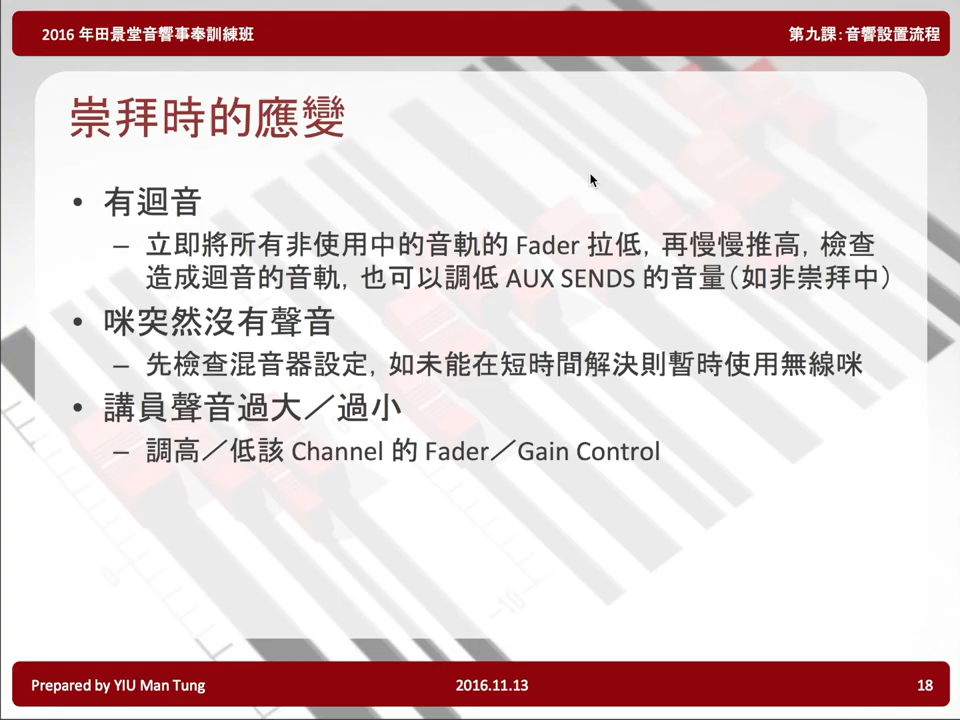 2016 年田景堂音響事奉訓練班
第九課：音響設置流程
崇拜時的應變
• 有迴音
– 立即將所有非使用中的音軌的 Fader 拉低，再慢慢推高，檢查
造成迴音的音軌，也可以調低 AUX SENDS 的音量（如非崇拜中）
• 咪突然沒有聲音
– 先檢查混音器設定，如未能在短時間解決則暫時使用無線咪
• 講員聲音過大／過小
– 調高／低該 Channel 的 Fader／Gain Control
Prepared by YIU Man Tung
2016.11.13
18